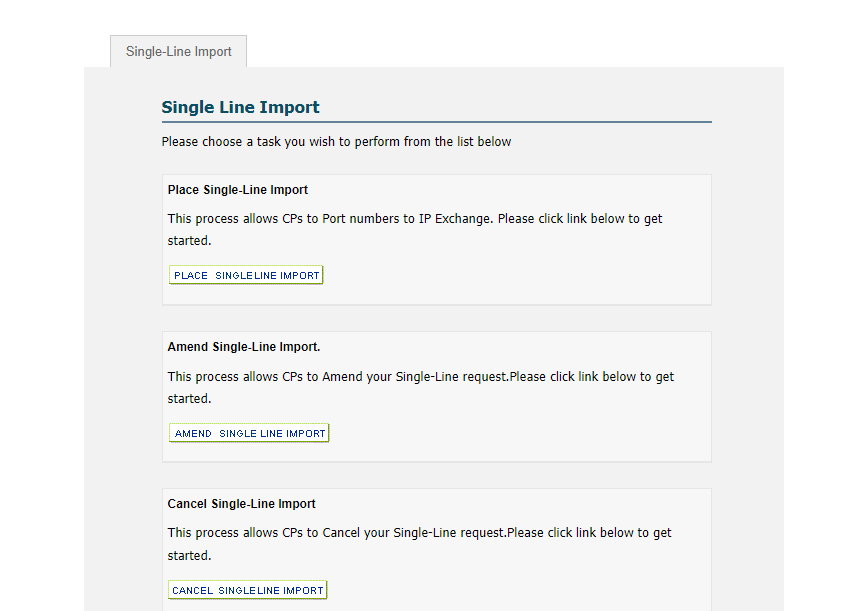 Single-Line Import
Single Line Import
Please choose a task you wish to perform from the list below
Place Single-Line Import
This process allows CPs to Port numbers to IP Exchange. Please click link below to get
started.
PLACE SINGLE LINE IMPORT
Amend Single-Line Import.
This process allows CPs to Amend your Single-Line request.Please click link below to get
started.
AMEND SINGLE LINE IMPORT
Cancel Single-Line Import
This process allows CPs to Cancel your Single-Line request.Please click link below to get
started.
CANCEL SINGLE LINE IMPORT